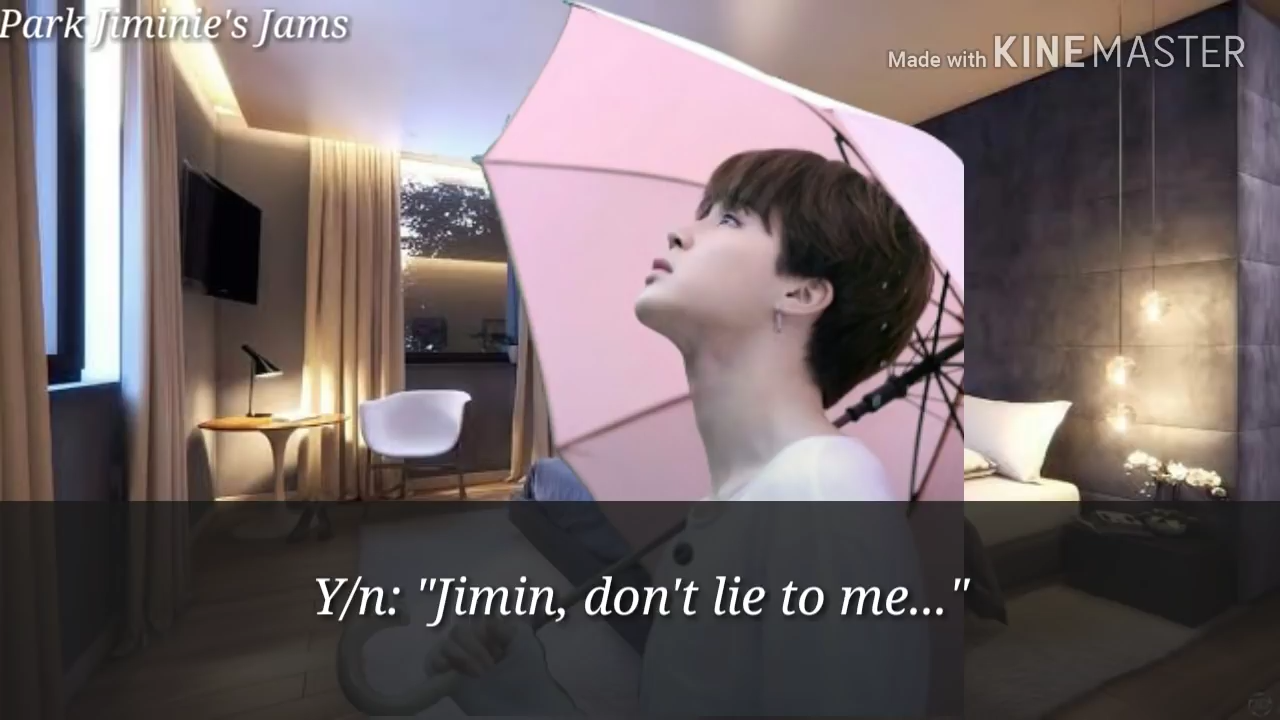 Park Jiminie's Jams
Made with KINEMASTER
Y/n: "Jimin, don't lie to me..."